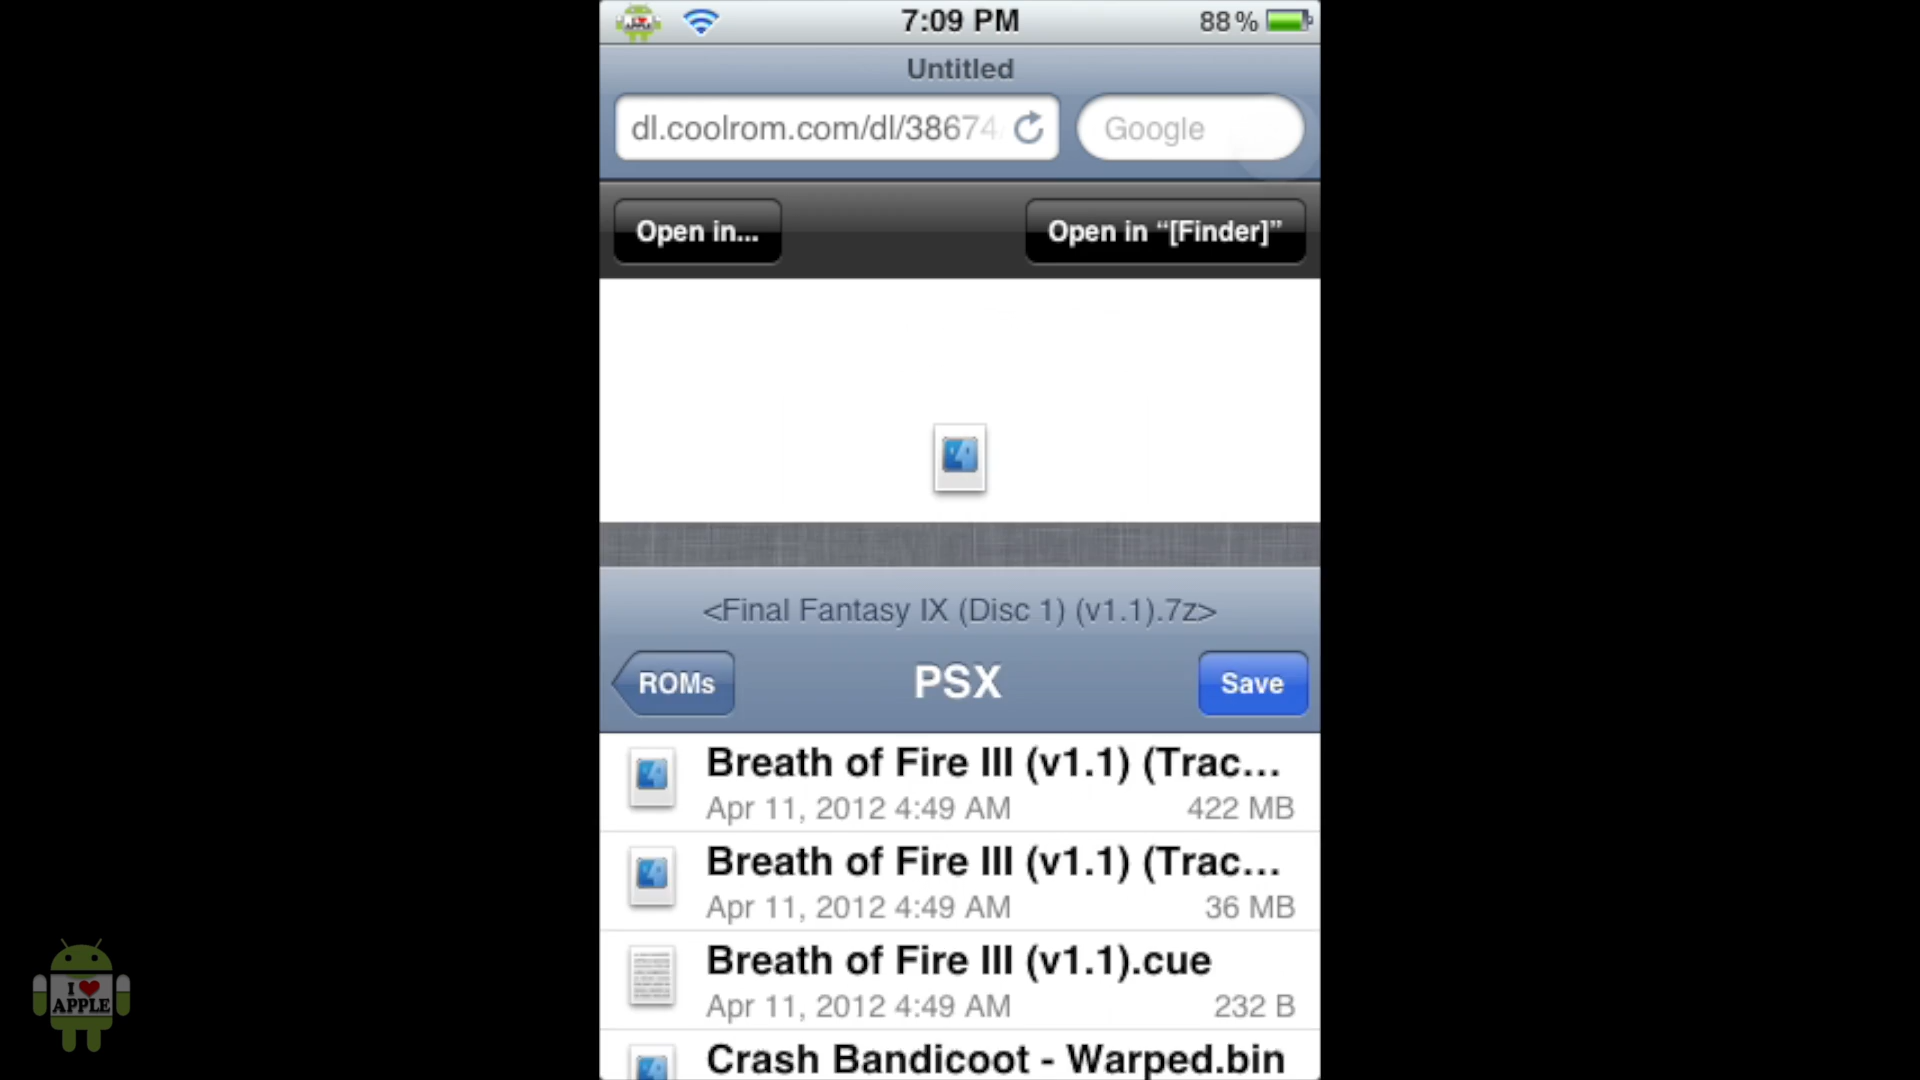 7:09 PM
88%
Untitled
dl.coolrom.com/dl/38674
Google
Open in...
Open in “[Finder]”
<Final Fantasy IX (Disc 1) (v1.1).7z>
ROMs
PSX
Save
Breath of Fire III (v1.1) (Trac...
Apr 11, 2012 4:49 AM
422 MB
Breath of Fire III (v1.1) (Trac...
Apr 11, 2012 4:49 AM
36 MB
Breath of Fire III (v1.1).cue
Apr 11, 2012 4:49 AM
232 B
Crash Bandicoot - Warped.bin
I
APPLE